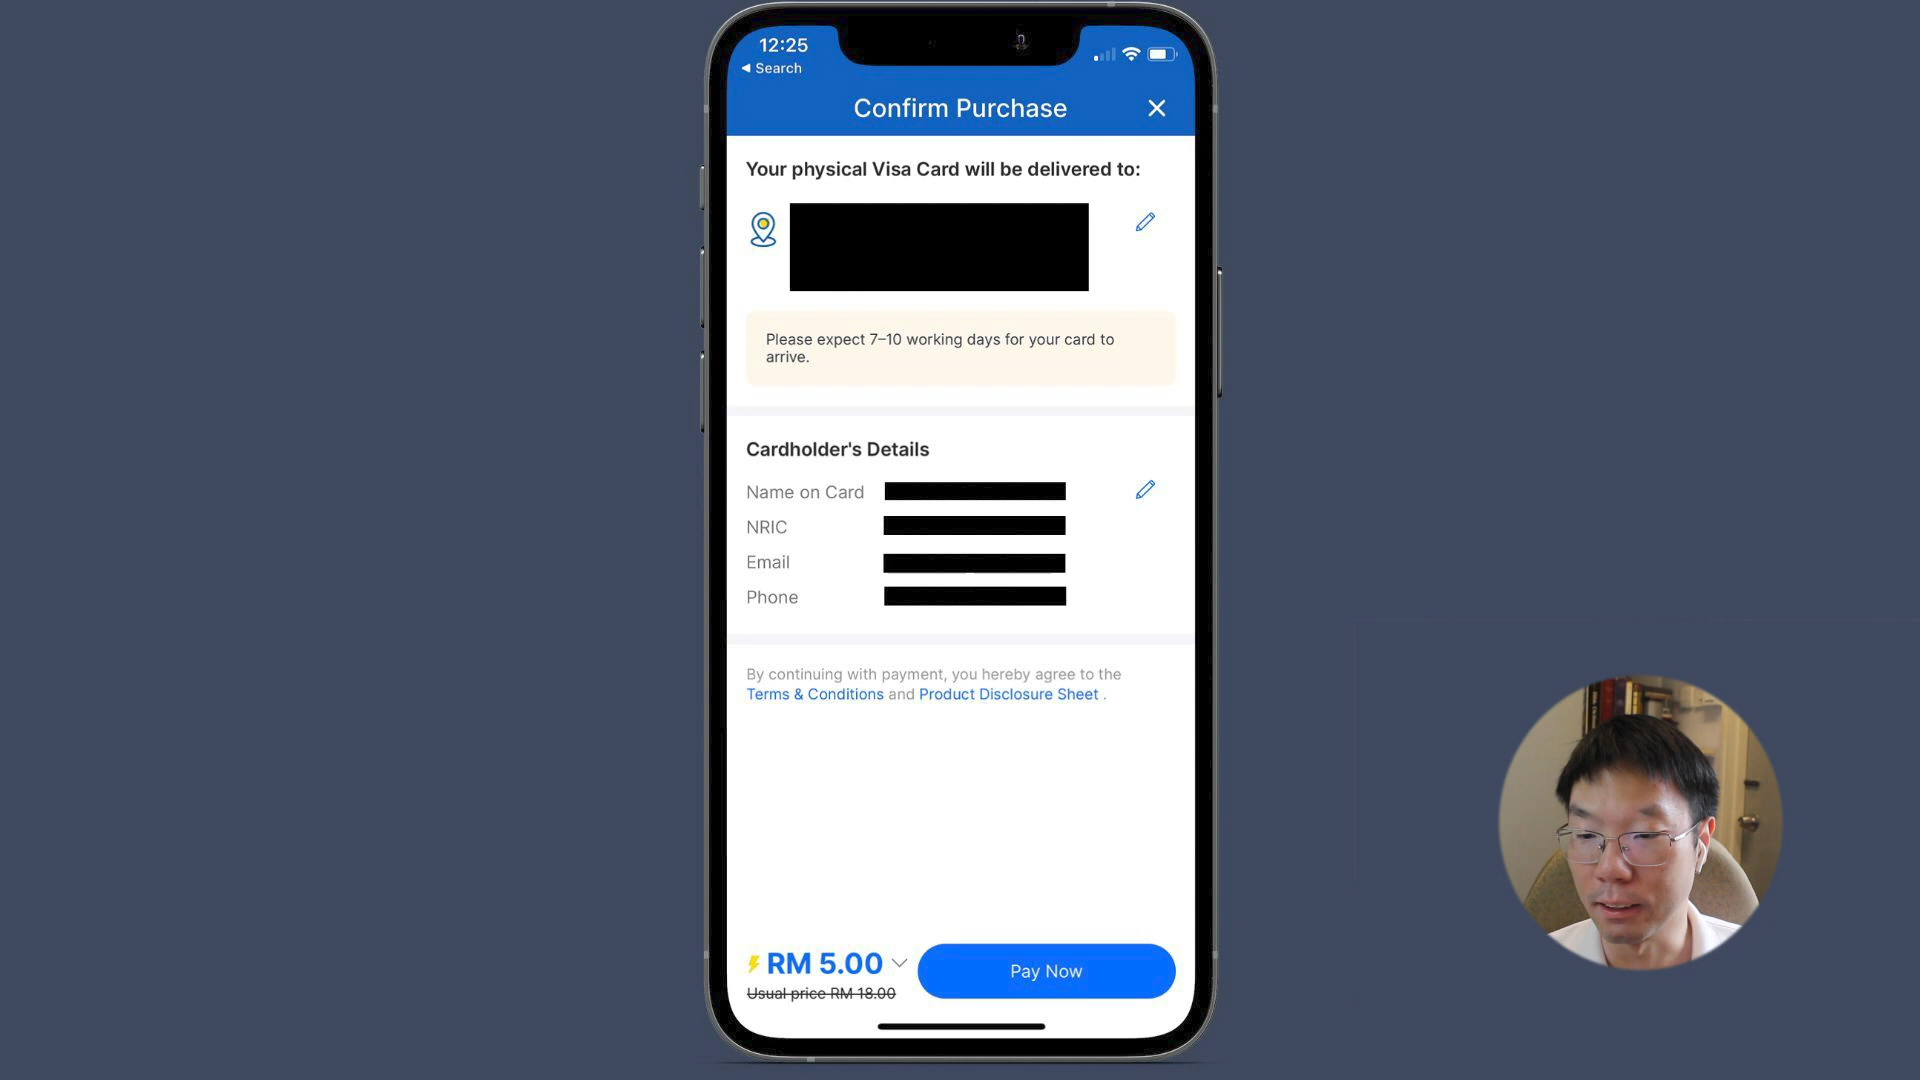 12:25
Search
Confirm Purchase
Your physical Visa Card will be delivered to:
Please expect 7–10 working days for your card to
arrive.
Cardholder's Details
Name on Card
NRIC
Email
Phone
By continuing with payment, you hereby agree to the
Terms & Conditions and Product Disclosure Sheet .
RM 5.00
Usual price RM 18.00
Pay Now